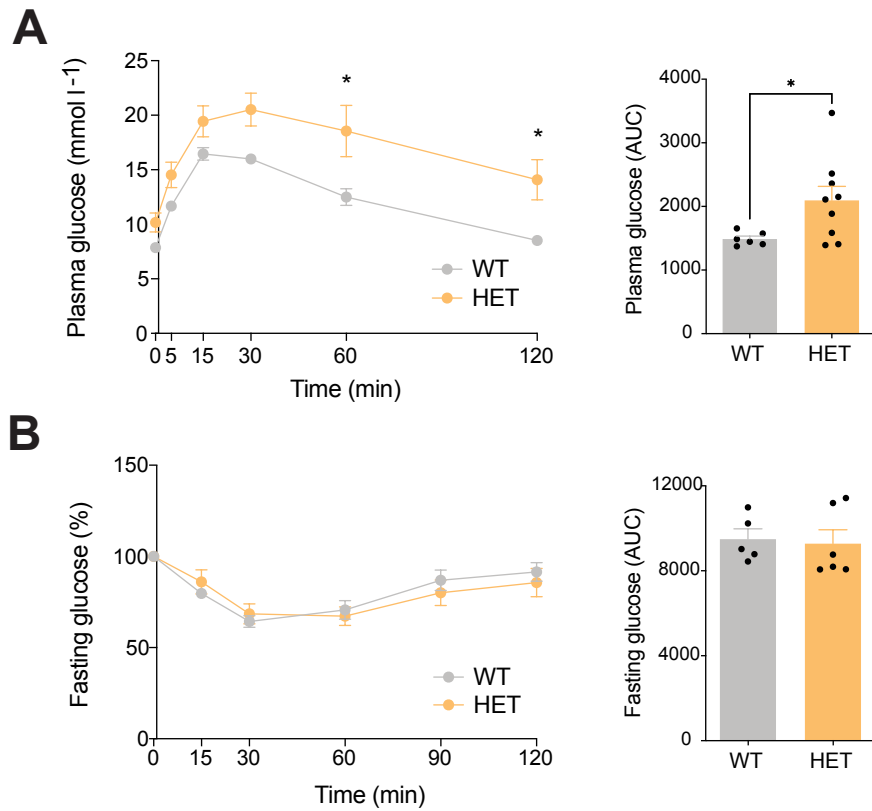 A
Plasma glucose (mmol l-1)
25
20
15
10
5
0
*
*
WT
HET
0 5 15 30 60 120
Time (min)
Plasma glucose (AUC)
4000
3000
2000
1000
0
*
WT HET
B
Fasting glucose (%)
150
100
50
0
WT
HET
0 15 30 60 90 120
Time (min)
Fasting glucose (AUC)
12000
8000
4000
0
WT HET